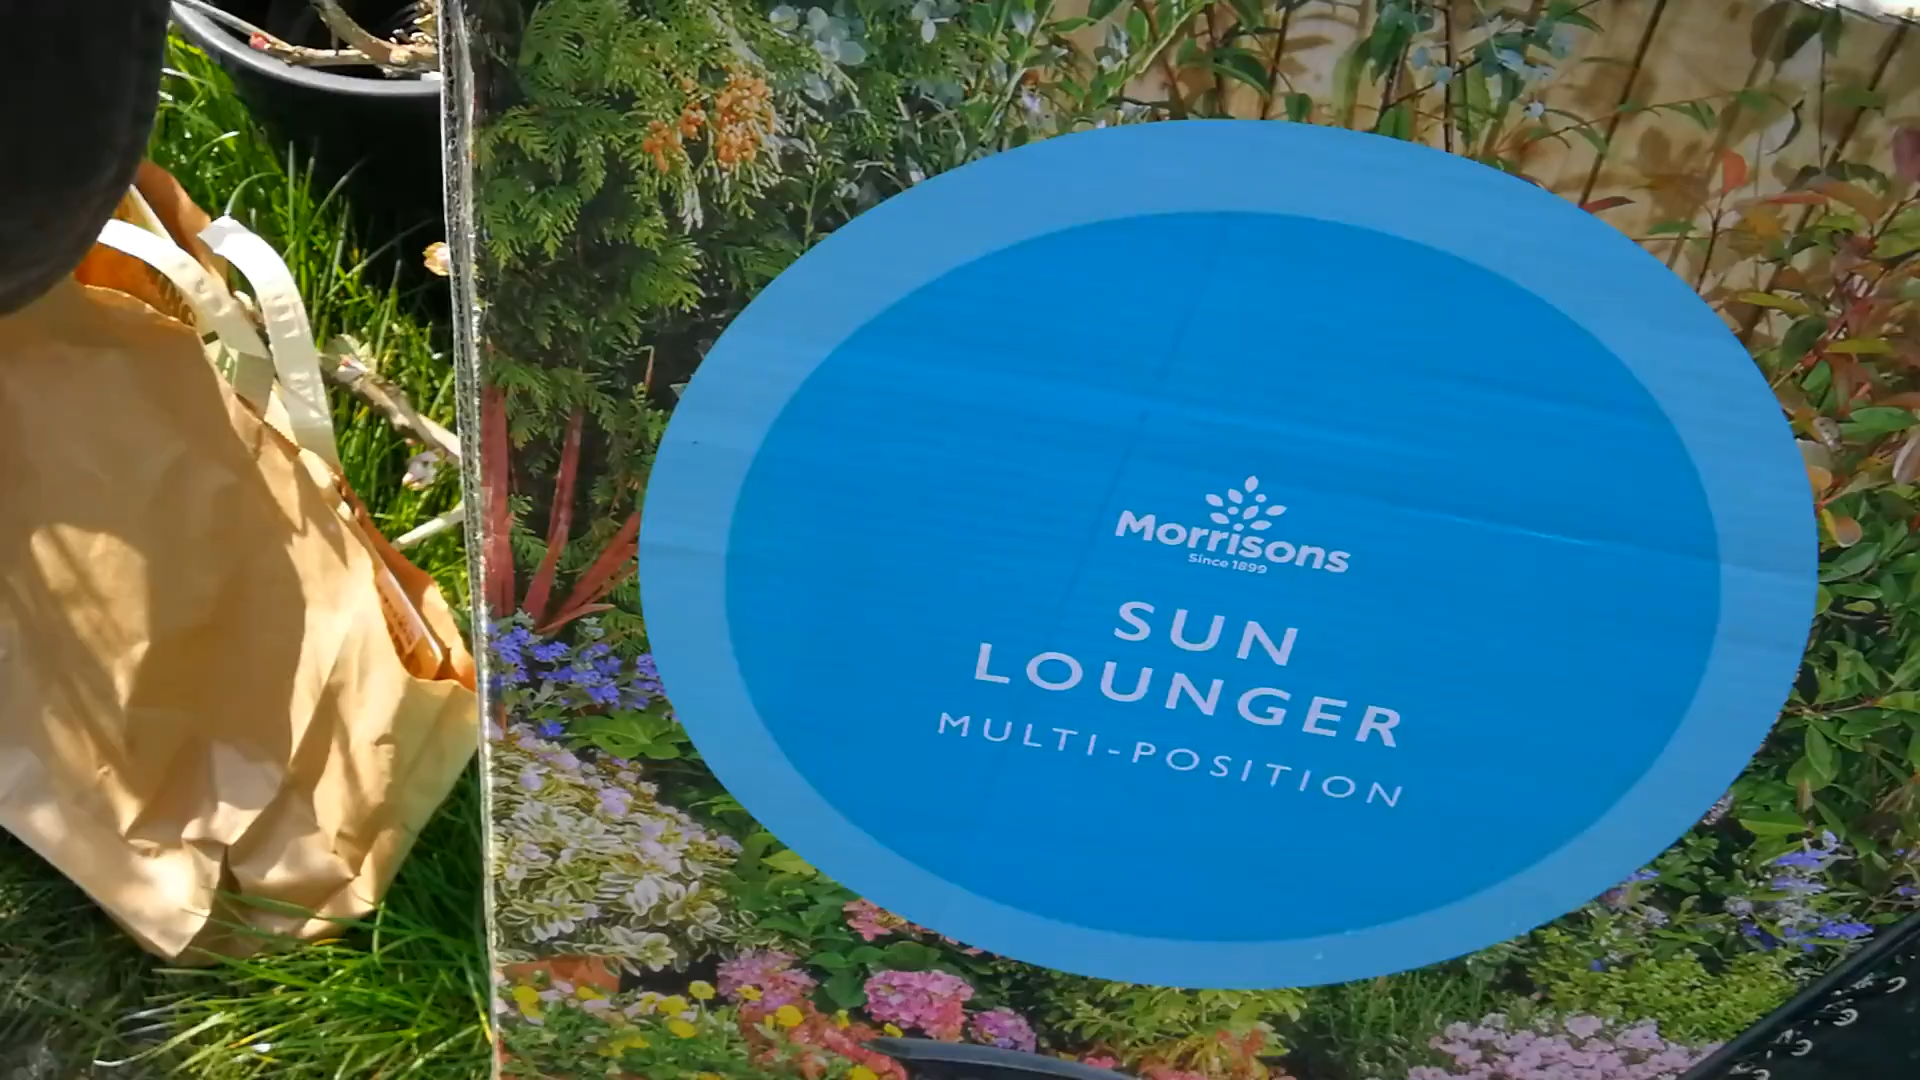 Morrisons
Since 1899
SUN
LOUNGER
MULTI-POSITION